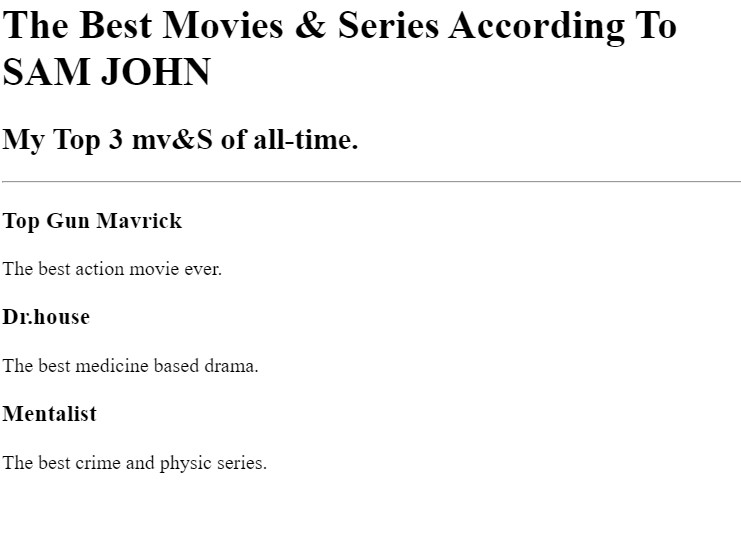 The Best Movies & Series According To
SAM JOHN
My Top 3 mv&S of all-time.
Top Gun Mavrick
The best action movie ever.
Dr.house
The best medicine based drama.
Mentalist
The best crime and physic series.